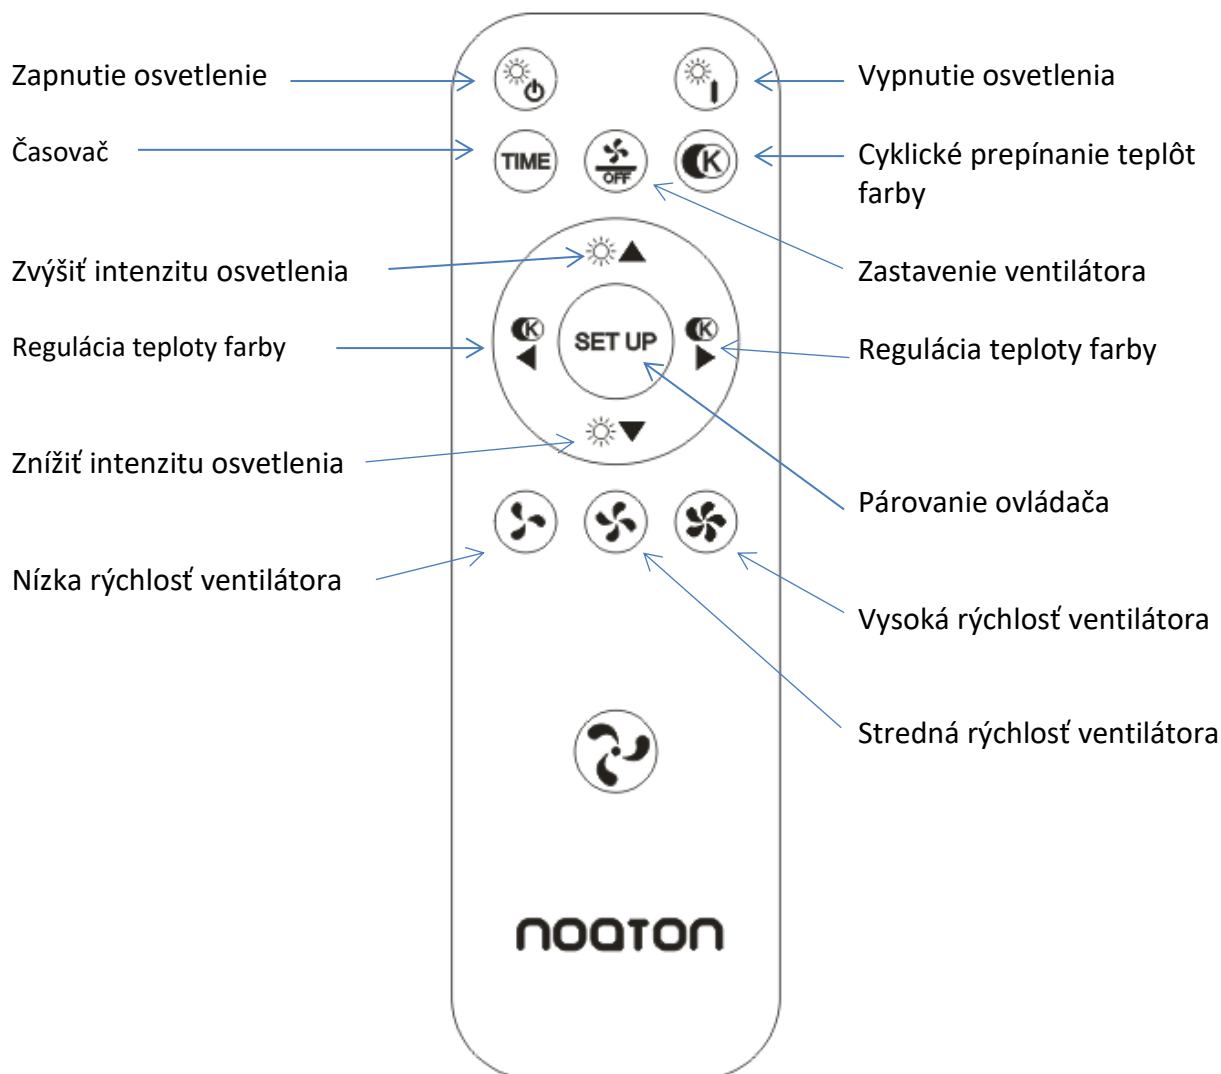 Zapnutie osvetlenie
Vypnutie osvetlenia
Časovač
TIME
OFF
K
Cyklické prepínanie teplôt
farby
Zvýšiť intenzitu osvetlenia
Zastavenie ventilátora
Regulácia teploty farby
K
SET UP
K
Regulácia teploty farby
Znížiť intenzitu osvetlenia
Párovanie ovládača
Nízka rýchlosť ventilátora
Vysoká rýchlosť ventilátora
Stredná rýchlosť ventilátora
noaton